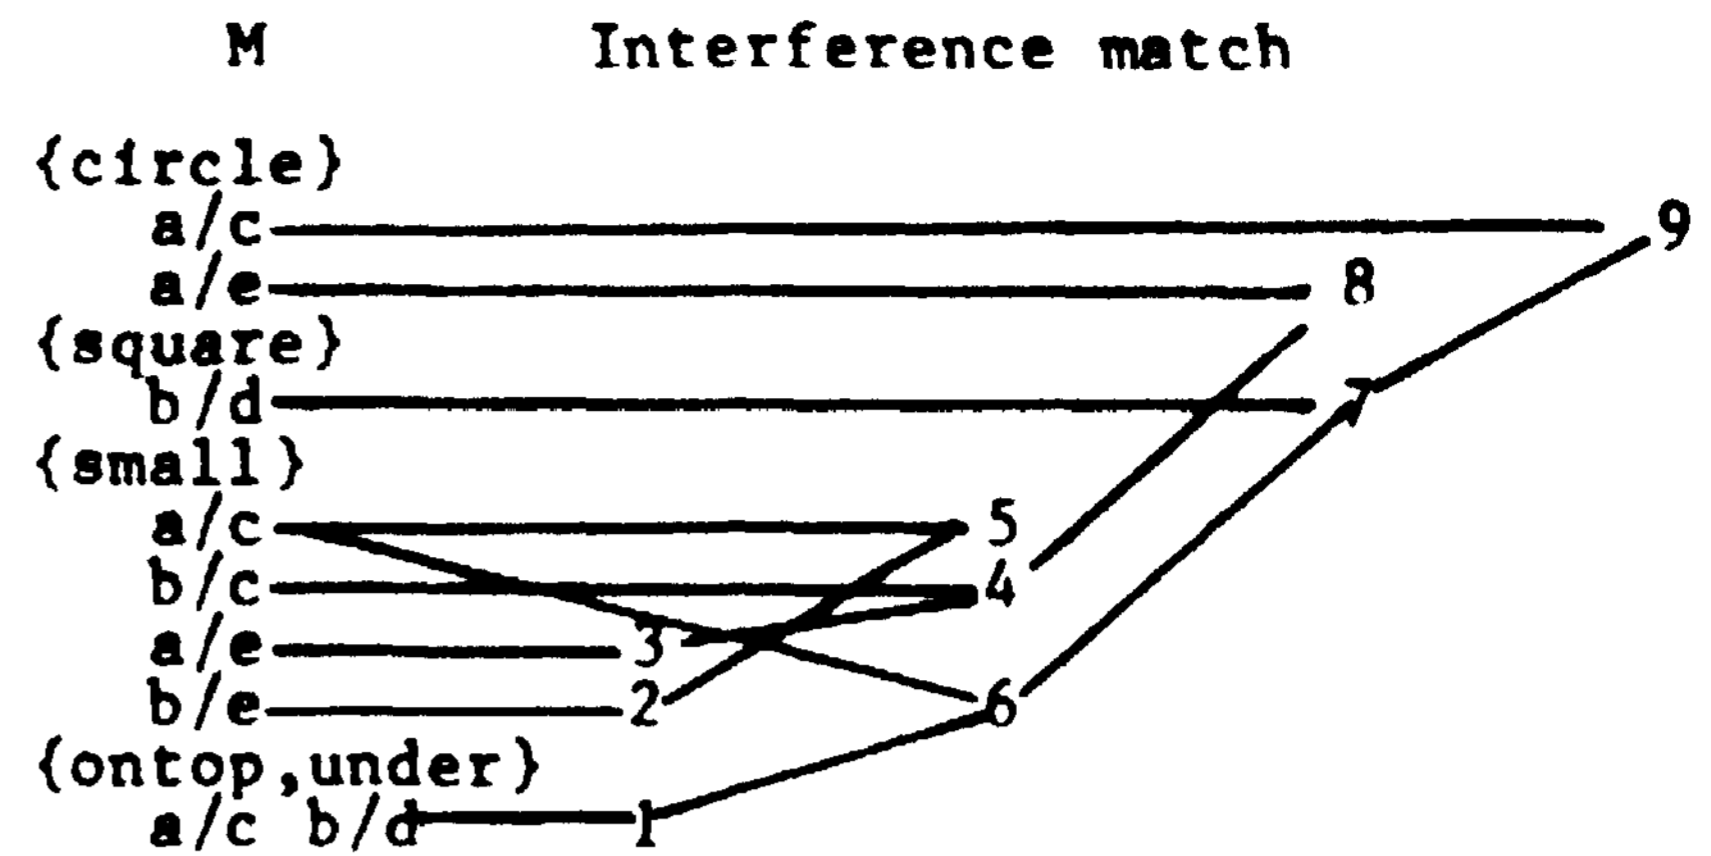 M Interference match
{circle}
a/c 9
a/e 8
{square}
b/d 7
{small}
a/c 5
b/c 4
a/e 3
b/e 2 6
{ontop,under}
a/c b/d 1